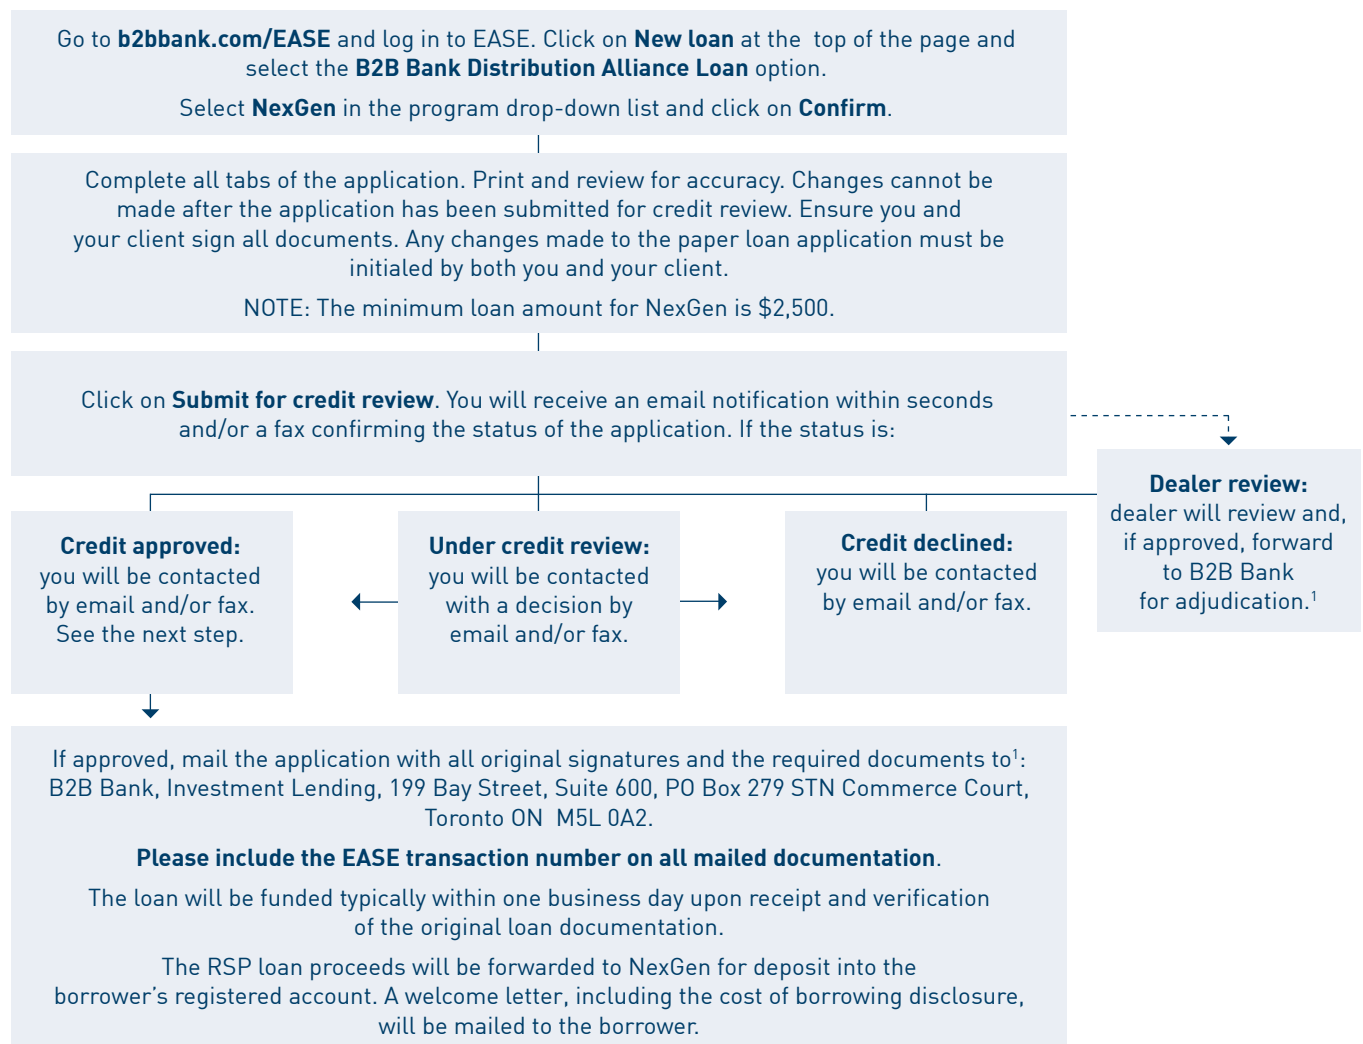 Go to b2bbank.com/EASE and log in to EASE. Click on New loan at the top of the page and
select the B2B Bank Distribution Alliance Loan option.
Select NexGen in the program drop-down list and click on Confirm.
Complete all tabs of the application. Print and review for accuracy. Changes cannot be
made after the application has been submitted for credit review. Ensure you and
your client sign all documents. Any changes made to the paper loan application must be
initialed by both you and your client.
NOTE: The minimum loan amount for NexGen is $2,500.
Click on Submit for credit review. You will receive an email notification within seconds
and/or a fax confirming the status of the application. If the status is:
Credit approved:
you will be contacted
by email and/or fax.
See the next step.
Under credit review:
you will be contacted
with a decision by
email and/or fax.
Credit declined:
you will be contacted
by email and/or fax.
Dealer review:
dealer will review and,
if approved, forward
to B2B Bank
for adjudication.¹
If approved, mail the application with all original signatures and the required documents to¹:
B2B Bank, Investment Lending, 199 Bay Street, Suite 600, PO Box 279 STN Commerce Court,
Toronto ON M5L 0A2.
Please include the EASE transaction number on all mailed documentation.
The loan will be funded typically within one business day upon receipt and verification
of the original loan documentation.
The RSP loan proceeds will be forwarded to NexGen for deposit into the
borrower’s registered account. A welcome letter, including the cost of borrowing disclosure,
will be mailed to the borrower.